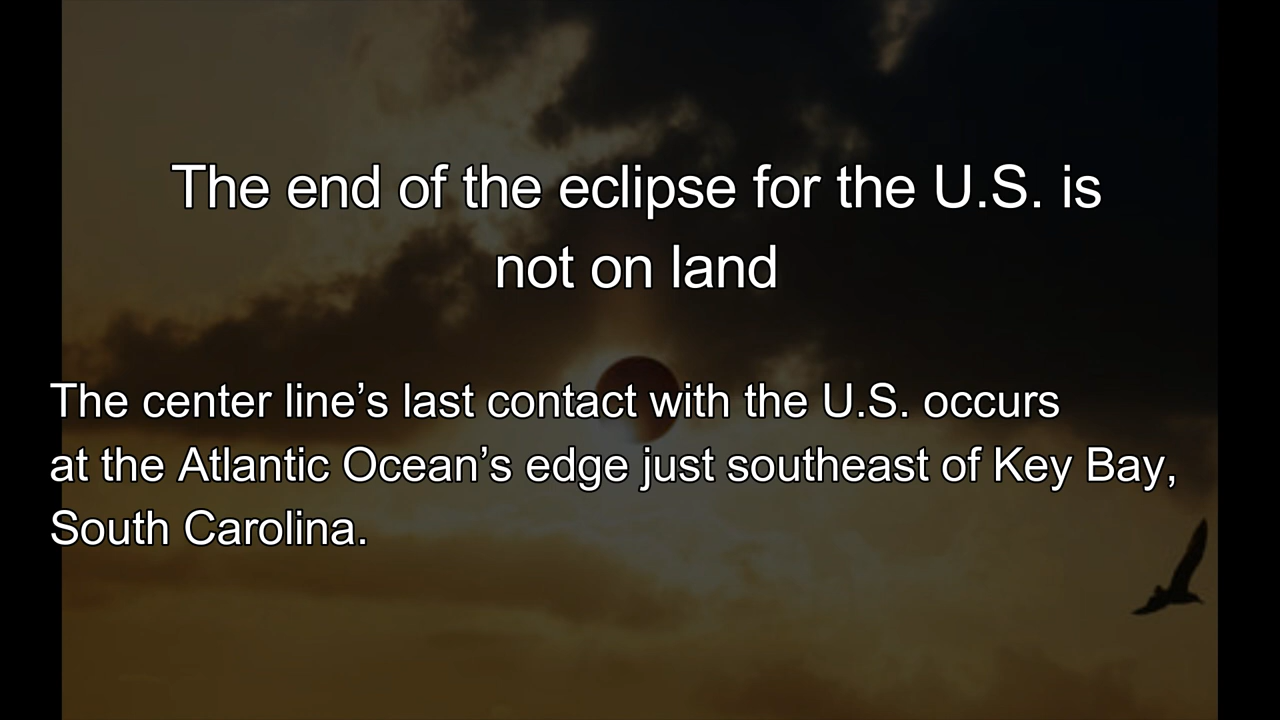 The end of the eclipse for the U.S. is
not on land
The center line’s last contact with the U.S. occurs
at the Atlantic Ocean’s edge just southeast of Key Bay,
South Carolina.